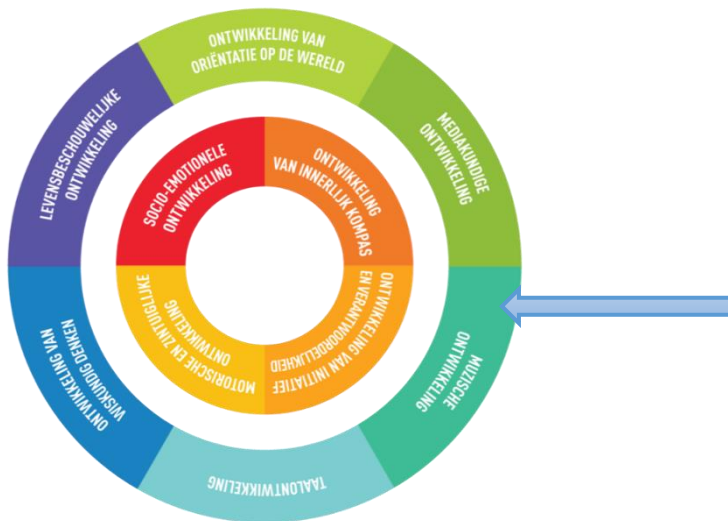 ONTWIKKELING VAN
ORIËNTATIE OP DE WERELD
MEDIAKUNDIGE
ONTWIKKELING
MUZISCHE
ONTWIKKELING
TAALONTWIKKELING
ONTWIKKELING VAN
WISKUNDIG DENKEN
LEVENSBESCHOUWELIJKE
ONTWIKKELING
SOCIO-EMOTIONELE
ONTWIKKELING
ONTWIKKELING
VAN INNERLIJK KOMPAS
ONTWIKKELING VAN INITIATIEF
EN VERANTWOORDELIJKHEID
MOTORISCHE EN ZINTUIGLIJKE
ONTWIKKELING